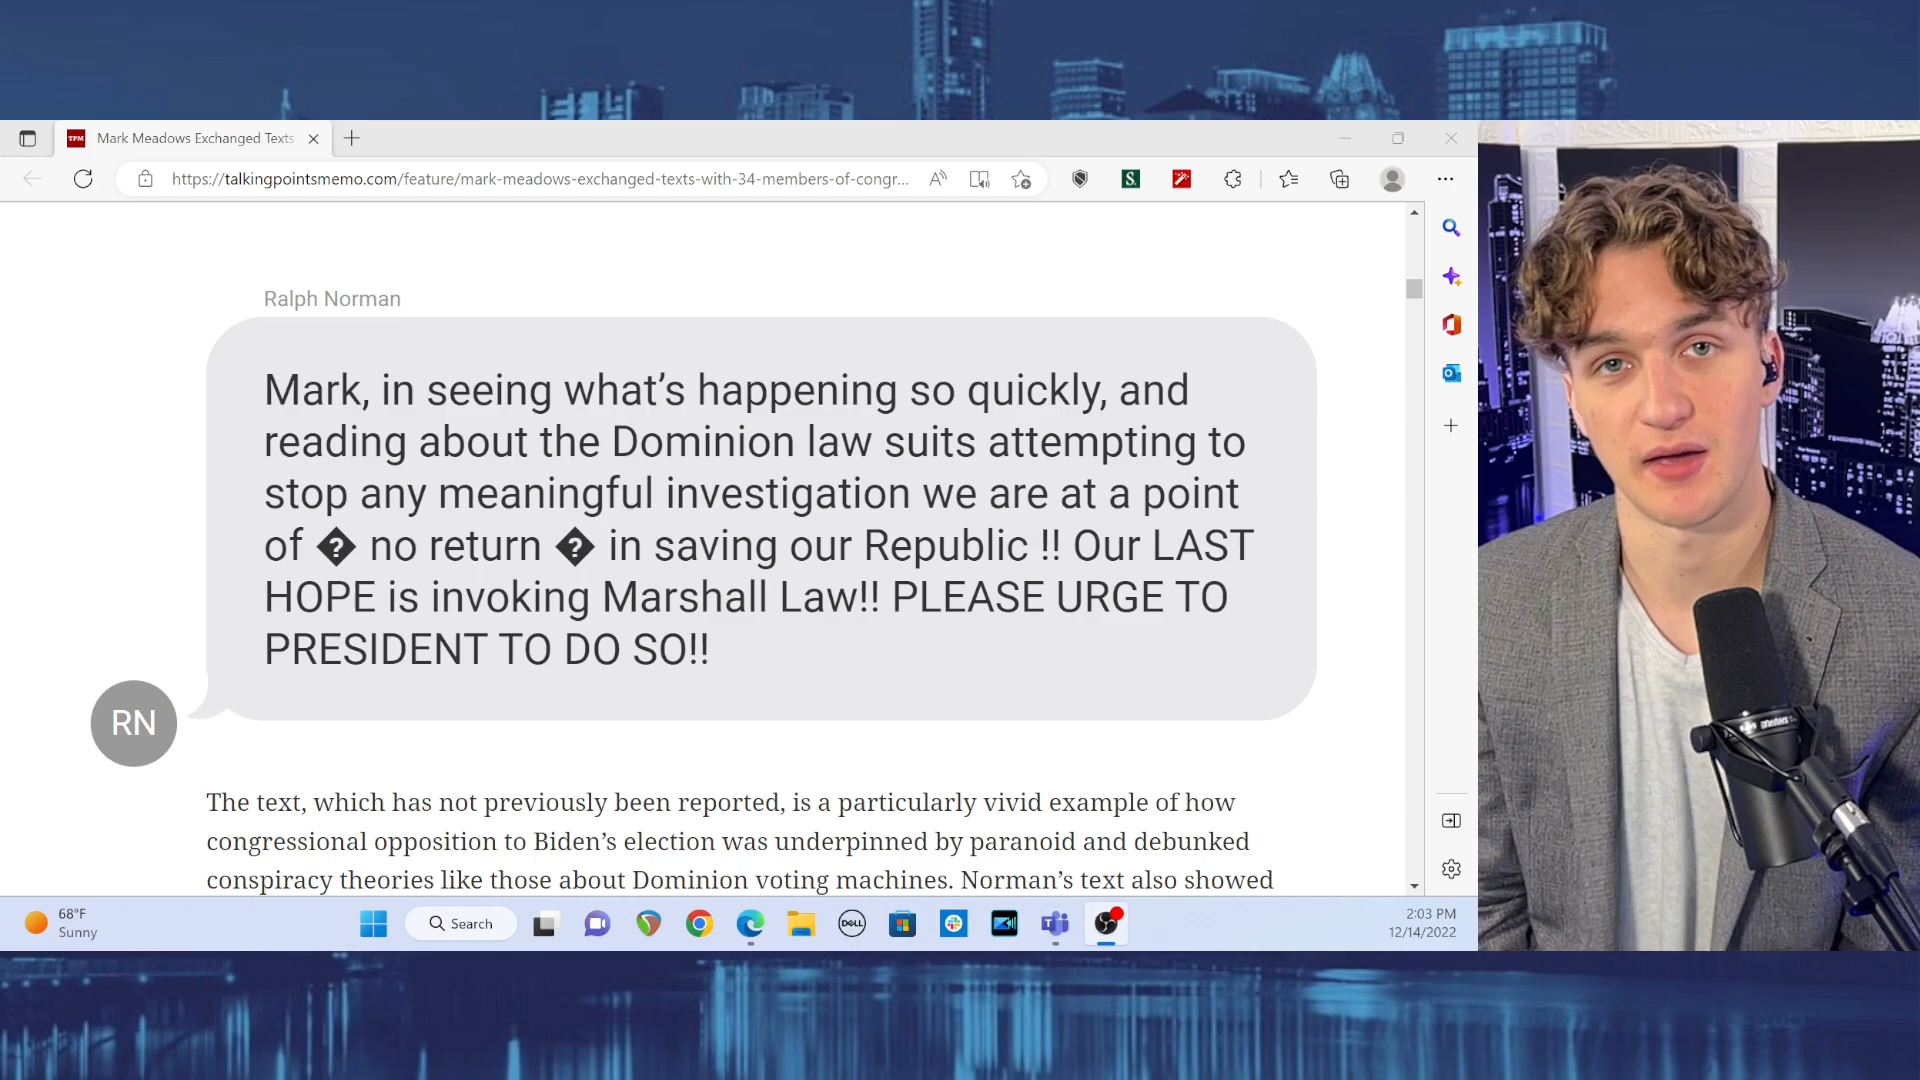 TPM Mark Meadows Exchanged Texts
https://talkingpointsmemo.com/feature/mark-meadows-exchanged-texts-with-34-members-of-congr...
Ralph Norman
Mark, in seeing what’s happening so quickly, and
reading about the Dominion law suits attempting to
stop any meaningful investigation we are at a point
of � no return � in saving our Republic !! Our LAST
HOPE is invoking Marshall Law!! PLEASE URGE TO
PRESIDENT TO DO SO!!
RN
The text, which has not previously been reported, is a particularly vivid example of how
congressional opposition to Biden’s election was underpinned by paranoid and debunked
conspiracy theories like those about Dominion voting machines. Norman’s text also showed
68°F
Sunny
Search
DELL
2:03 PM
12/14/2022
SHURE